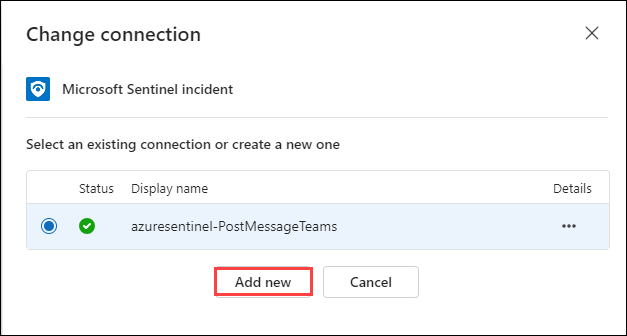 Change connection
Microsoft Sentinel incident
Select an existing connection or create a new one
Status Display name Details
azuresentinel-PostMessageTeams
Add new Cancel